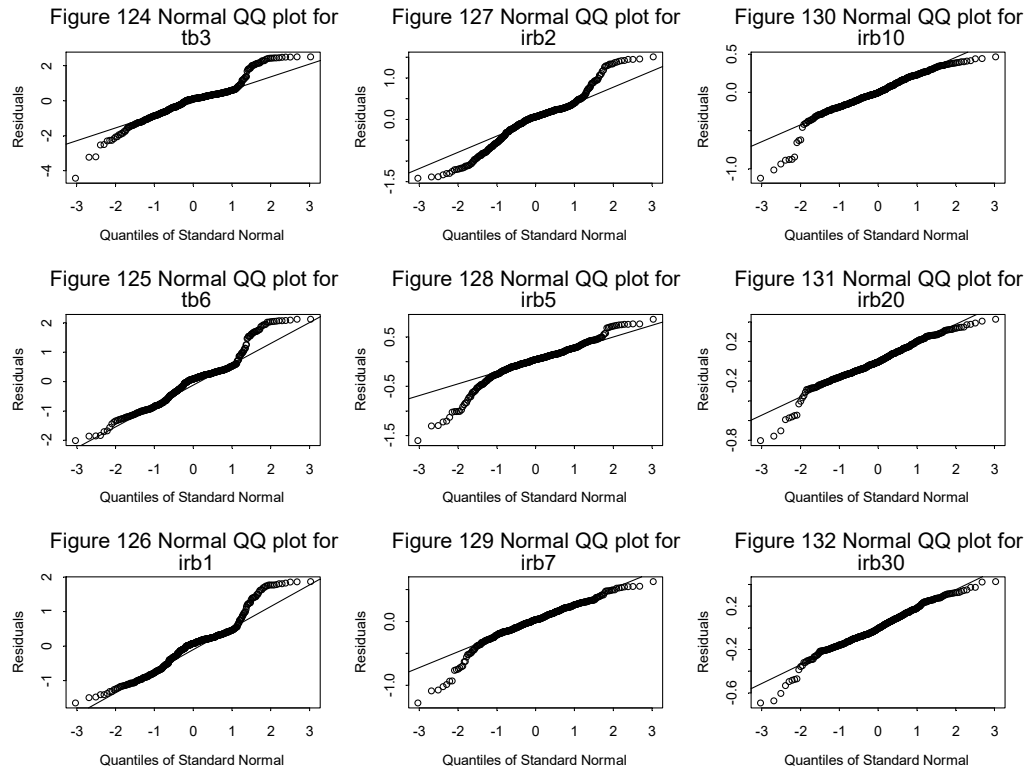 Figure 124 Normal QQ plot for
tb3
Residuals
2
0
-2
-4
-3 -2 -1 0 1 2 3
Quantiles of Standard Normal
Figure 127 Normal QQ plot for
irb2
Residuals
1.0
0.0
-1.5
-3 -2 -1 0 1 2 3
Quantiles of Standard Normal
Figure 130 Normal QQ plot for
irb10
Residuals
0.5
0.0
-1.0
-3 -2 -1 0 1 2 3
Quantiles of Standard Normal
Figure 125 Normal QQ plot for
tb6
Residuals
2
1
0
-1
-2
-3 -2 -1 0 1 2 3
Quantiles of Standard Normal
Figure 128 Normal QQ plot for
irb5
Residuals
0.5
-0.5
-1.5
-3 -2 -1 0 1 2 3
Quantiles of Standard Normal
Figure 131 Normal QQ plot for
irb20
Residuals
0.2
-0.2
-0.8
-3 -2 -1 0 1 2 3
Quantiles of Standard Normal
Figure 126 Normal QQ plot for
irb1
Residuals
2
1
-1
-3 -2 -1 0 1 2 3
Quantiles of Standard Normal
Figure 129 Normal QQ plot for
irb7
Residuals
0.0
-1.0
-3 -2 -1 0 1 2 3
Quantiles of Standard Normal
Figure 132 Normal QQ plot for
irb30
Residuals
0.2
-0.2
-0.6
-3 -2 -1 0 1 2 3
Quantiles of Standard Normal